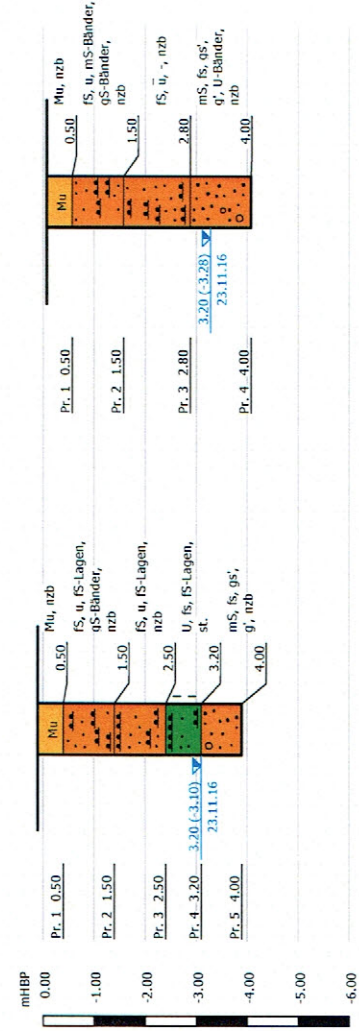 mHBP
0.00
-1.00
-2.00
-3.00
-4.00
-5.00
-6.00
Pr. 1 0.50
Pr. 2 1.50
Pr. 3 2.50
Pr. 4 3.20
Pr. 5 4.00
3.20 (-3.10)
23.11.16
Mu
0.50
1.50
2.50
3.20
4.00
Mu, nzb
fS, u, fS-Lagen,
gS-Bänder,
nzb
fS, u, fS-Lagen,
nzb
U, fs, fS-Lagen,
st.
mS, fs, gs',
g', nzb
Pr. 1 0.50
Pr. 2 1.50
Pr. 3 2.80
Pr. 4 4.00
3.20 (-3.28)
23.11.16
Mu
0.50
1.50
2.80
4.00
Mu, nzb
fS, u, mS-Bänder,
gS-Bänder,
nzb
fS, ū, -, nzb
mS, fs, gs',
g', U-Bänder,
nzb